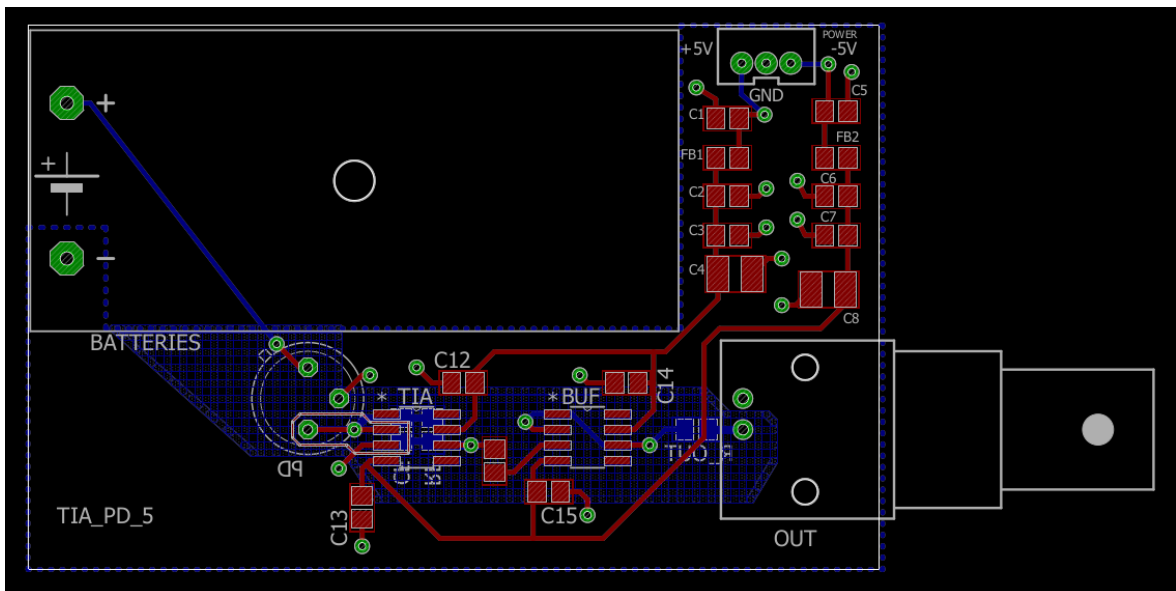 POWER
+5V
-5V
GND
C5
C1
FB1
FB2
C2
C6
C3
C7
C4
C8
+
+
−
BATTERIES
C12
C14
* TIA
* BUF
R_OUT
PD
C13
C15
TIA_PD_5
OUT